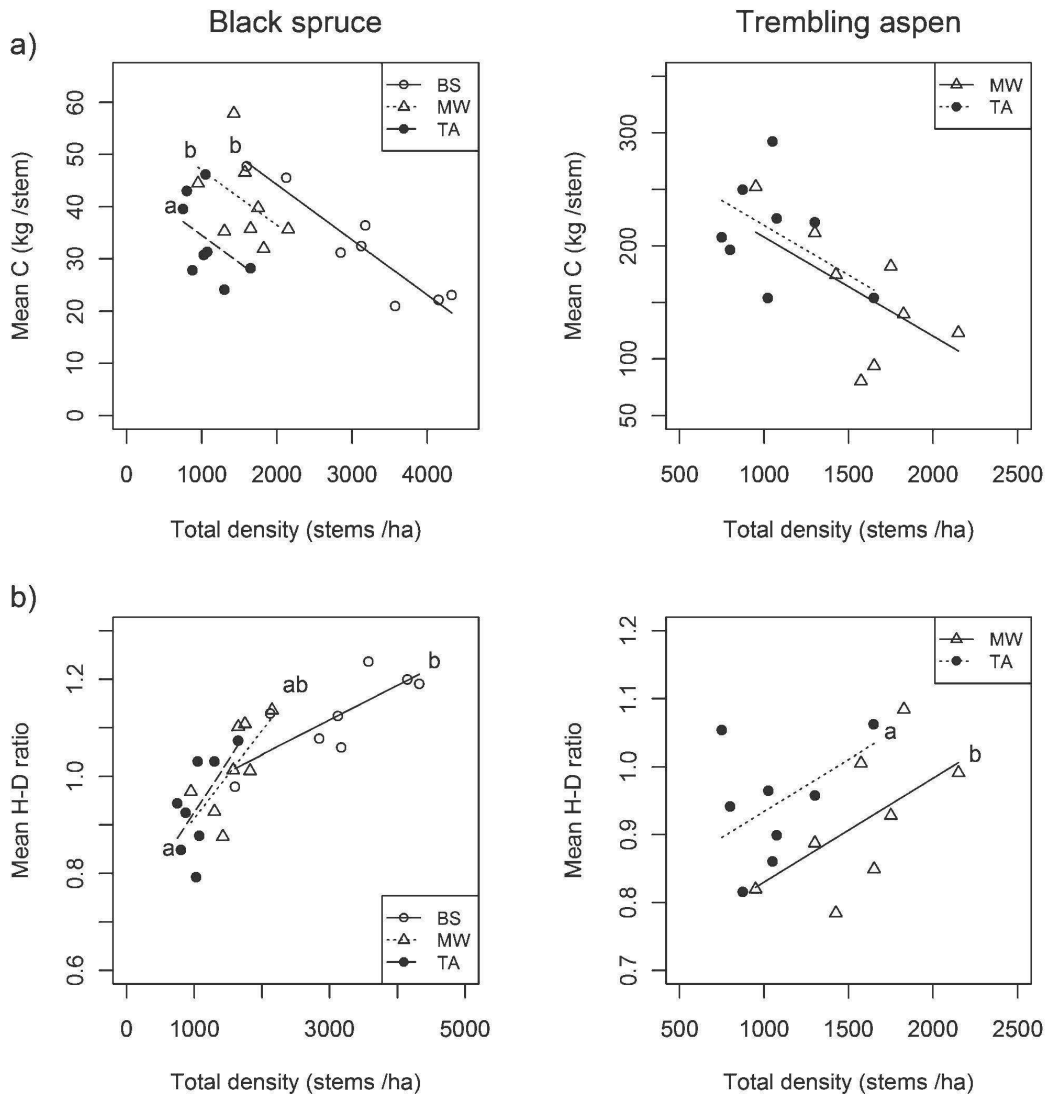 Black spruce
Trembling aspen
a)
BS
MW
TA
b
b
a
Mean C (kg /stem)
60
50
40
30
20
10
0
0
1000
2000
3000
4000
Total density (stems /ha)
MW
TA
Mean C (kg /stem)
300
200
100
50
500
1000
1500
2000
2500
Total density (stems /ha)
b)
ab
b
a
BS
MW
TA
Mean H-D ratio
1.2
1.0
0.8
0.6
0
1000
3000
5000
Total density (stems /ha)
MW
TA
a
b
Mean H-D ratio
1.2
1.1
1.0
0.9
0.8
0.7
500
1000
1500
2000
2500
Total density (stems /ha)